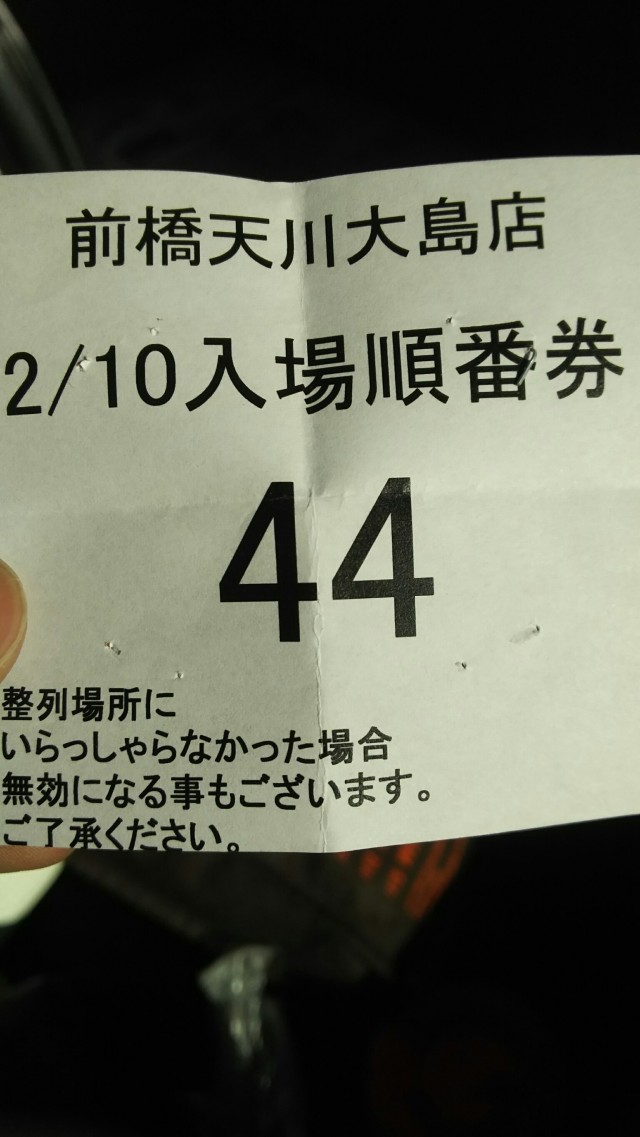 前橋天川大島店
2/10入場順番券
44
整列場所に
いらっしゃらなかった場合
無効になる事もございます。
ご了承ください。